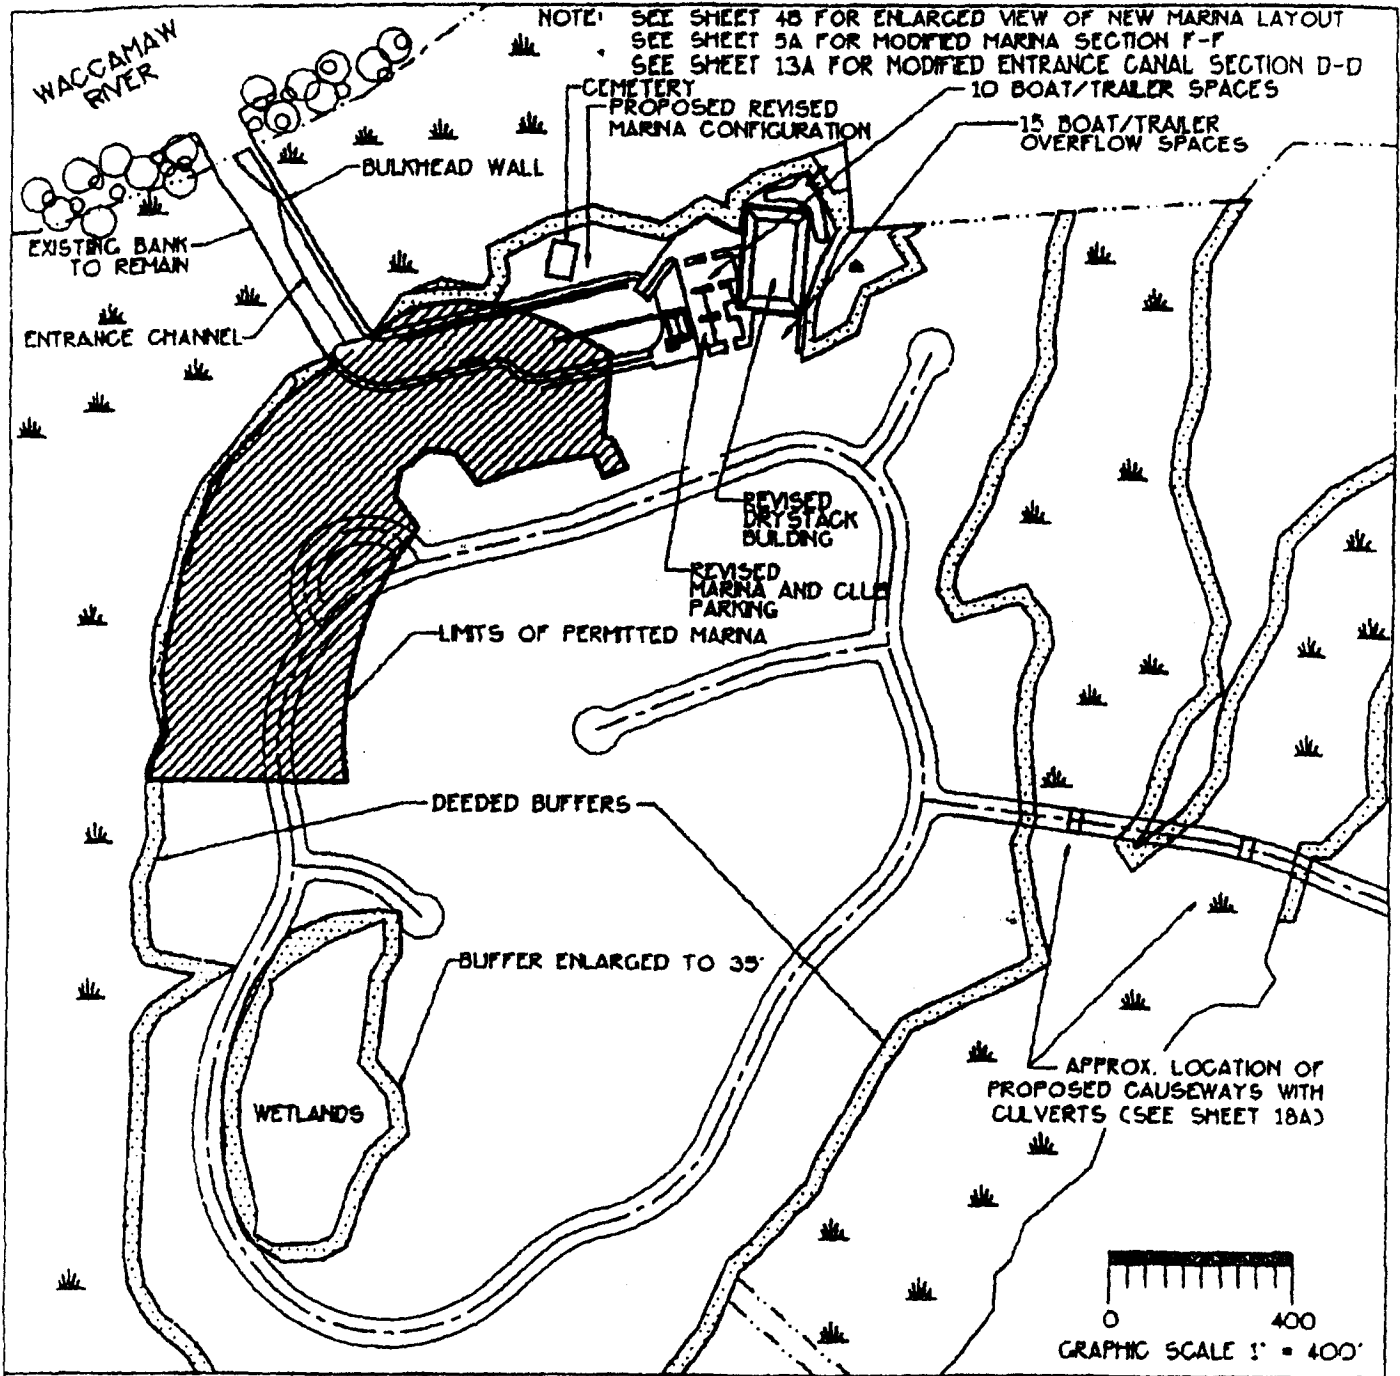 NOTE: SEE SHEET 4B FOR ENLARGED VIEW OF NEW MARINA LAYOUT
SEE SHEET 5A FOR MODIFIED MARINA SECTION F-F
SEE SHEET 13A FOR MODIFIED ENTRANCE CANAL SECTION D-D
WACCAMAW
RIVER
CEMETERY
PROPOSED REVISED
MARINA CONFIGURATION
10 BOAT/TRAILER SPACES
15 BOAT/TRAILER
OVERFLOW SPACES
BULKHEAD WALL
EXISTING BANK
TO REMAIN
ENTRANCE CHANNEL
REVISED
DRYSTACK
BUILDING
REVISED
MARINA AND CLUB
PARKING
LIMITS OF PERMITTED MARINA
DEEDED BUFFERS
BUFFER ENLARGED TO 35'
WETLANDS
APPROX. LOCATION OF
PROPOSED CAUSEWAYS WITH
CULVERTS (SEE SHEET 18A)
0 400
GRAPHIC SCALE 1" = 400'